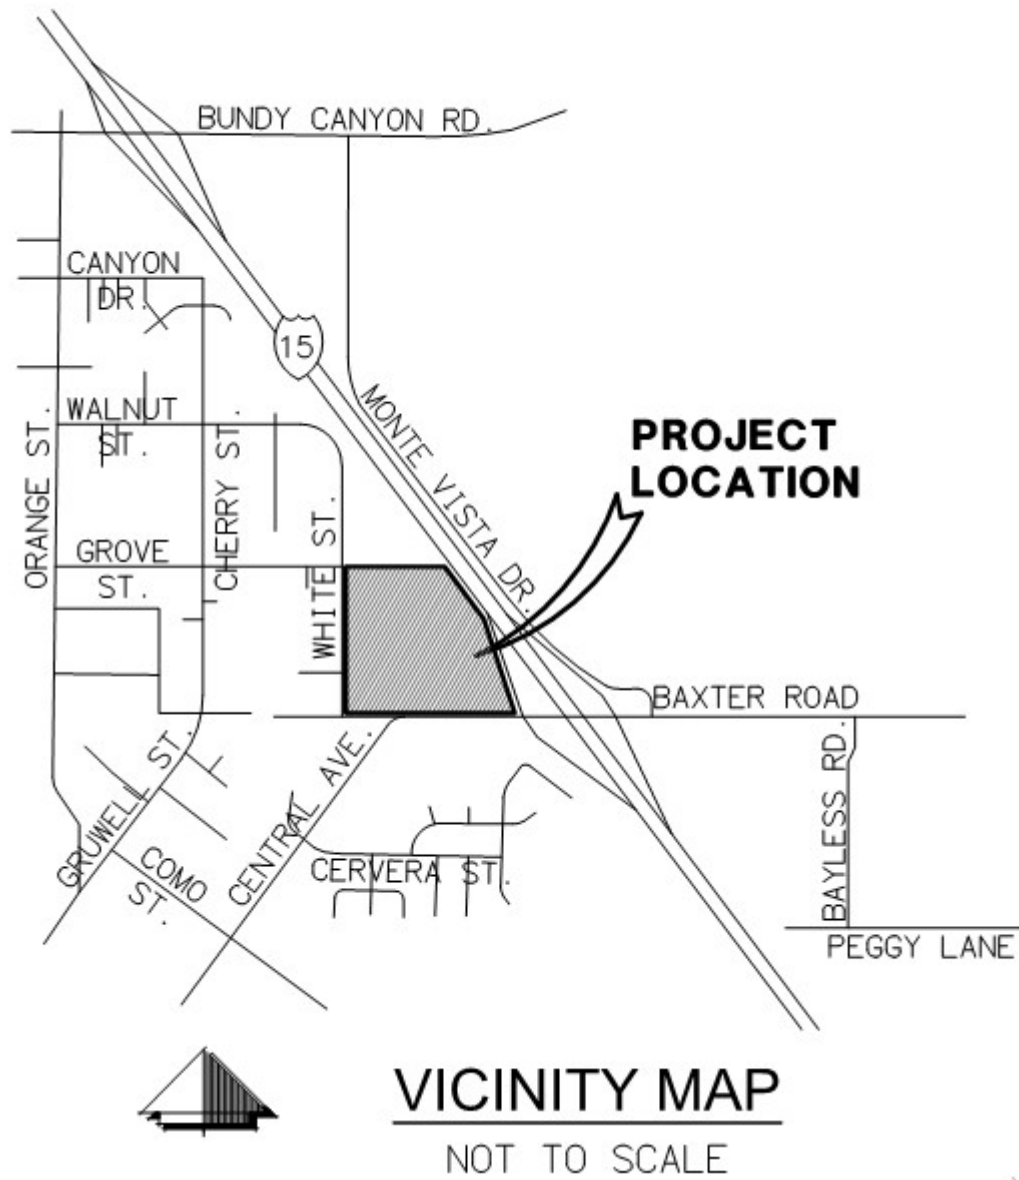 BUNDY CANYON RD.
CANYON
DR.
15
WALNUT
ST.
ORANGE ST.
CHERRY ST.
MONTE VISTA DR.
PROJECT
LOCATION
GROVE
ST.
WHITE ST.
BAXTER ROAD
GRUWELL ST.
CENTRAL AVE.
BAYLESS RD.
COMO
ST.
CERVERA ST.
PEGGY LANE
VICINITY MAP
NOT TO SCALE